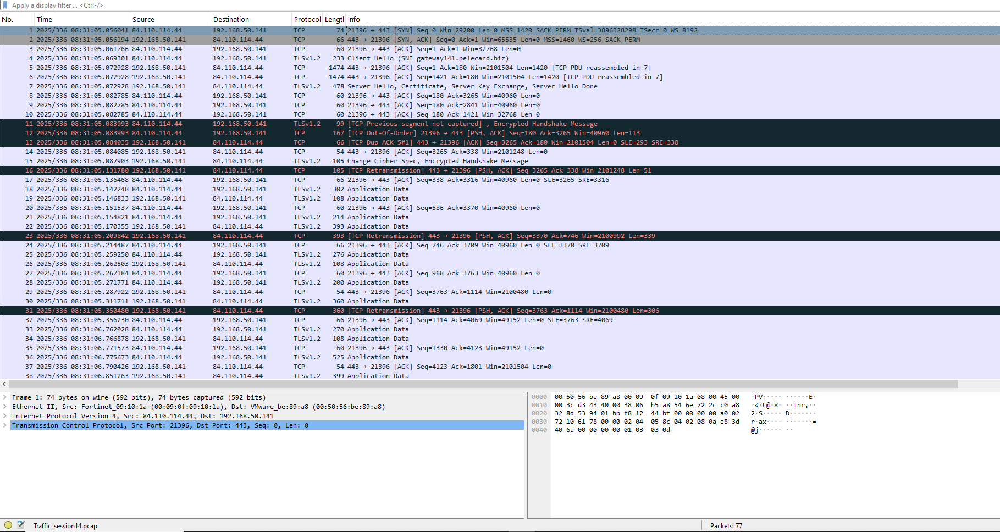 Apply a display filter ... <Ctrl-/>
No. Time Source Destination Protocol Lengtl Info
1 2025/336 08:31:05.056041 84.110.114.44 192.168.50.141 TCP 74 21396 → 443 [SYN] Seq=0 Win=29200 Len=0 MSS=1420 SACK_PERM TSval=3896328298 TSecr=0 WS=8192
2 2025/336 08:31:05.056194 192.168.50.141 84.110.114.44 TCP 66 443 → 21396 [SYN, ACK] Seq=0 Ack=1 Win=65535 Len=0 MSS=1460 WS=256 SACK_PERM
3 2025/336 08:31:05.061766 84.110.114.44 192.168.50.141 TCP 60 21396 → 443 [ACK] Seq=1 Ack=1 Win=32768 Len=0
4 2025/336 08:31:05.069301 84.110.114.44 192.168.50.141 TLSv1.2 233 Client Hello (SNI=gateway141.pelecard.biz)
5 2025/336 08:31:05.072928 192.168.50.141 84.110.114.44 TCP 1474 443 → 21396 [ACK] Seq=1 Ack=180 Win=2101504 Len=1420 [TCP PDU reassembled in 7]
6 2025/336 08:31:05.072928 192.168.50.141 84.110.114.44 TCP 1474 443 → 21396 [ACK] Seq=1421 Ack=180 Win=2101504 Len=1420 [TCP PDU reassembled in 7]
7 2025/336 08:31:05.072928 192.168.50.141 84.110.114.44 TLSv1.2 478 Server Hello, Certificate, Server Key Exchange, Server Hello Done
8 2025/336 08:31:05.082785 84.110.114.44 192.168.50.141 TCP 60 21396 → 443 [ACK] Seq=180 Ack=3265 Win=40960 Len=0
9 2025/336 08:31:05.082785 84.110.114.44 192.168.50.141 TCP 60 21396 → 443 [ACK] Seq=180 Ack=2841 Win=40960 Len=0
10 2025/336 08:31:05.082785 84.110.114.44 192.168.50.141 TCP 60 21396 → 443 [ACK] Seq=180 Ack=1421 Win=32768 Len=0
11 2025/336 08:31:05.083993 84.110.114.44 192.168.50.141 TLSv1.2 99 [TCP Previous segment not captured] , Encrypted Handshake Message
12 2025/336 08:31:05.083993 84.110.114.44 192.168.50.141 TCP 167 [TCP Out-Of-Order] 21396 → 443 [PSH, ACK] Seq=180 Ack=3265 Win=40960 Len=113
13 2025/336 08:31:05.084035 192.168.50.141 84.110.114.44 TCP 66 [TCP Dup ACK 5#1] 443 → 21396 [ACK] Seq=3265 Ack=180 Win=2101504 Len=0 SLE=293 SRE=338
14 2025/336 08:31:05.084085 192.168.50.141 84.110.114.44 TCP 54 443 → 21396 [ACK] Seq=3265 Ack=338 Win=2101248 Len=0
15 2025/336 08:31:05.087903 192.168.50.141 84.110.114.44 TLSv1.2 105 Change Cipher Spec, Encrypted Handshake Message
16 2025/336 08:31:05.131780 192.168.50.141 84.110.114.44 TCP 105 [TCP Retransmission] 443 → 21396 [PSH, ACK] Seq=3265 Ack=338 Win=2101248 Len=51
17 2025/336 08:31:05.136468 84.110.114.44 192.168.50.141 TCP 66 21396 → 443 [ACK] Seq=338 Ack=3316 Win=40960 Len=0 SLE=3265 SRE=3316
18 2025/336 08:31:05.142248 84.110.114.44 192.168.50.141 TLSv1.2 302 Application Data
19 2025/336 08:31:05.146833 192.168.50.141 84.110.114.44 TLSv1.2 108 Application Data
20 2025/336 08:31:05.151537 84.110.114.44 192.168.50.141 TCP 60 21396 → 443 [ACK] Seq=586 Ack=3370 Win=40960 Len=0
21 2025/336 08:31:05.154821 84.110.114.44 192.168.50.141 TLSv1.2 214 Application Data
22 2025/336 08:31:05.170355 192.168.50.141 84.110.114.44 TLSv1.2 393 Application Data
23 2025/336 08:31:05.209842 192.168.50.141 84.110.114.44 TCP 393 [TCP Retransmission] 443 → 21396 [PSH, ACK] Seq=3370 Ack=746 Win=2100992 Len=339
24 2025/336 08:31:05.214487 84.110.114.44 192.168.50.141 TCP 66 21396 → 443 [ACK] Seq=746 Ack=3709 Win=40960 Len=0 SLE=3370 SRE=3709
25 2025/336 08:31:05.259250 84.110.114.44 192.168.50.141 TLSv1.2 276 Application Data
26 2025/336 08:31:05.262503 192.168.50.141 84.110.114.44 TLSv1.2 108 Application Data
27 2025/336 08:31:05.267184 84.110.114.44 192.168.50.141 TCP 60 21396 → 443 [ACK] Seq=968 Ack=3763 Win=40960 Len=0
28 2025/336 08:31:05.271771 84.110.114.44 192.168.50.141 TLSv1.2 200 Application Data
29 2025/336 08:31:05.287922 192.168.50.141 84.110.114.44 TCP 54 443 → 21396 [ACK] Seq=3763 Ack=1114 Win=2100480 Len=0
30 2025/336 08:31:05.311711 192.168.50.141 84.110.114.44 TLSv1.2 360 Application Data
31 2025/336 08:31:05.350480 192.168.50.141 84.110.114.44 TCP 360 [TCP Retransmission] 443 → 21396 [PSH, ACK] Seq=3763 Ack=1114 Win=2100480 Len=306
32 2025/336 08:31:05.356230 84.110.114.44 192.168.50.141 TCP 66 21396 → 443 [ACK] Seq=1114 Ack=4069 Win=49152 Len=0 SLE=3763 SRE=4069
33 2025/336 08:31:06.762028 84.110.114.44 192.168.50.141 TLSv1.2 270 Application Data
34 2025/336 08:31:06.766878 192.168.50.141 84.110.114.44 TLSv1.2 108 Application Data
35 2025/336 08:31:06.771573 84.110.114.44 192.168.50.141 TCP 60 21396 → 443 [ACK] Seq=1330 Ack=4123 Win=49152 Len=0
36 2025/336 08:31:06.775673 84.110.114.44 192.168.50.141 TLSv1.2 525 Application Data
37 2025/336 08:31:06.790426 192.168.50.141 84.110.114.44 TCP 54 443 → 21396 [ACK] Seq=4123 Ack=1801 Win=2101504 Len=0
38 2025/336 08:31:06.851263 192.168.50.141 84.110.114.44 TLSv1.2 399 Application Data
Frame 1: 74 bytes on wire (592 bits), 74 bytes captured (592 bits)
Ethernet II, Src: Fortinet_09:10:1a (00:09:0f:09:10:1a), Dst: VMware_be:89:a8 (00:50:56:be:89:a8)
Internet Protocol Version 4, Src: 84.110.114.44, Dst: 192.168.50.141
Transmission Control Protocol, Src Port: 21396, Dst Port: 443, Seq: 0, Len: 0
0000 00 50 56 be 89 a8 00 09 0f 09 10 1a 08 00 45 00 ·PV····· ······E·
0010 00 3c d3 43 40 00 38 06 b5 a8 54 6e 72 2c c0 a8 ·<·C@·8· ··Tnr,··
0020 32 8d 53 94 01 bb f8 12 44 bf 00 00 00 00 a0 02 2·S····· D·······
0030 72 10 61 78 00 00 02 04 05 8c 04 02 08 0a e8 3d r·ax···· ·······=
0040 40 6a 00 00 00 00 01 03 03 0d @j······ ··
Traffic_session14.pcap
Packets: 77